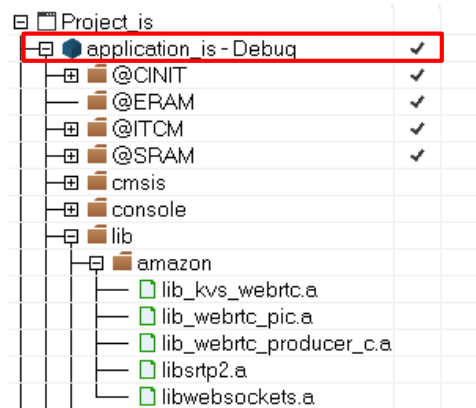 Project_is
application_is - Debug
@CINIT
@ERAM
@ITCM
@SRAM
cmsis
console
lib
amazon
lib_kvs_webrtc.a
lib_webrtc_pic.a
lib_webrtc_producer_c.a
libsrtp2.a
libwebsockets.a